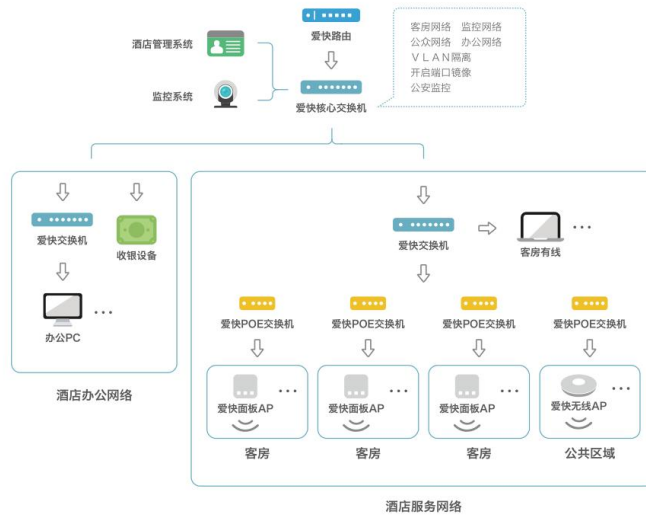 爱快路由
酒店管理系统
监控系统
爱快核心交换机
客房网络 监控网络
公众网络 办公网络
VLAN隔离
开启端口镜像
公安监控
爱快交换机
收银设备
办公PC
酒店办公网络
爱快交换机
客房有线
爱快POE交换机
爱快POE交换机
爱快POE交换机
爱快POE交换机
爱快面板AP
爱快面板AP
爱快面板AP
爱快无线AP
客房
客房
客房
公共区域
酒店服务网络